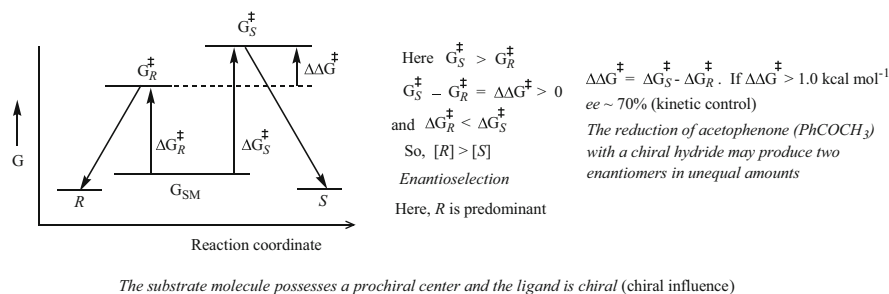 G‡S
G‡R
ΔΔG‡
ΔG‡R
ΔG‡S
G
GSM
R
S
Reaction coordinate
Here G‡S > G‡R
G‡S – G‡R = ΔΔG‡ > 0
and ΔG‡R < ΔG‡S
So, [R] > [S]
Enantioselection
Here, R is predominant
ΔΔG‡ = ΔG‡S - ΔG‡R . If ΔΔG‡ > 1.0 kcal mol-1
ee ~ 70% (kinetic control)
The reduction of acetophenone (PhCOCH3)
with a chiral hydride may produce two
enantiomers in unequal amounts
The substrate molecule possesses a prochiral center and the ligand is chiral (chiral influence)